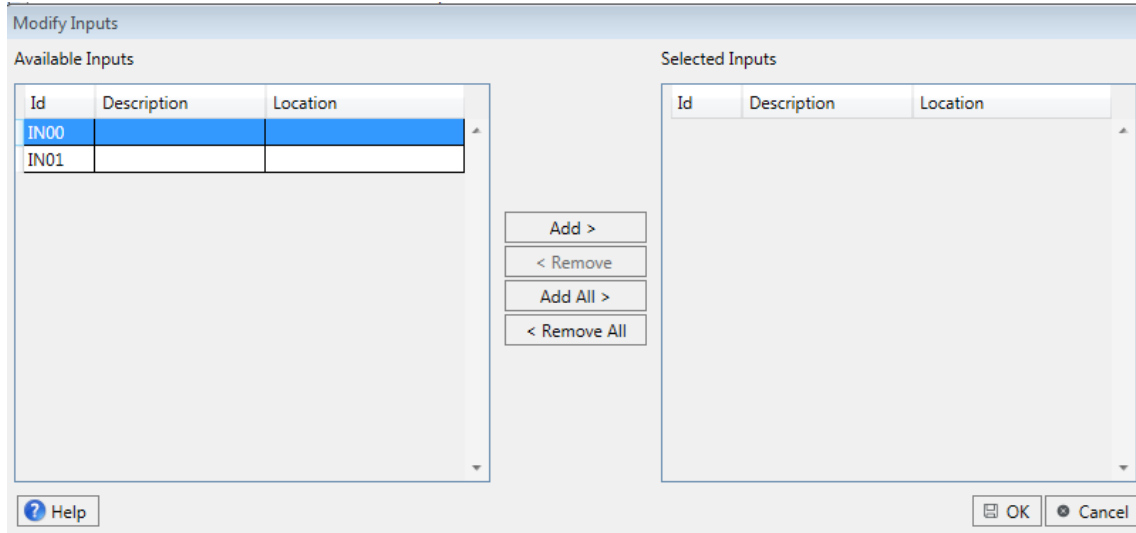 Modify Inputs
Available Inputs
Id Description Location
IN00
IN01
Add >
< Remove
Add All >
< Remove All
Selected Inputs
Id Description Location
Help
OK
Cancel